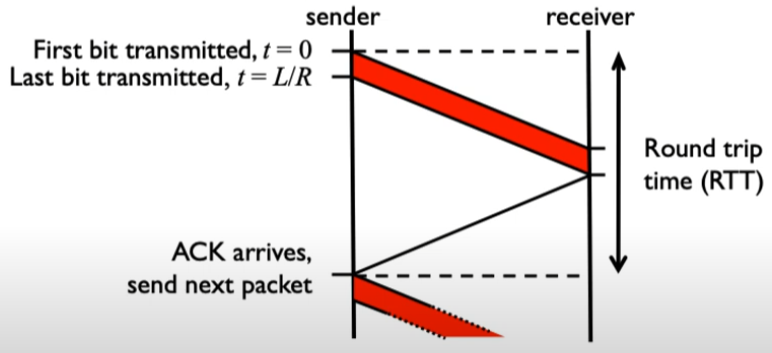 sender
receiver
First bit transmitted, t = 0
Last bit transmitted, t = L/R
Round trip
time (RTT)
ACK arrives,
send next packet